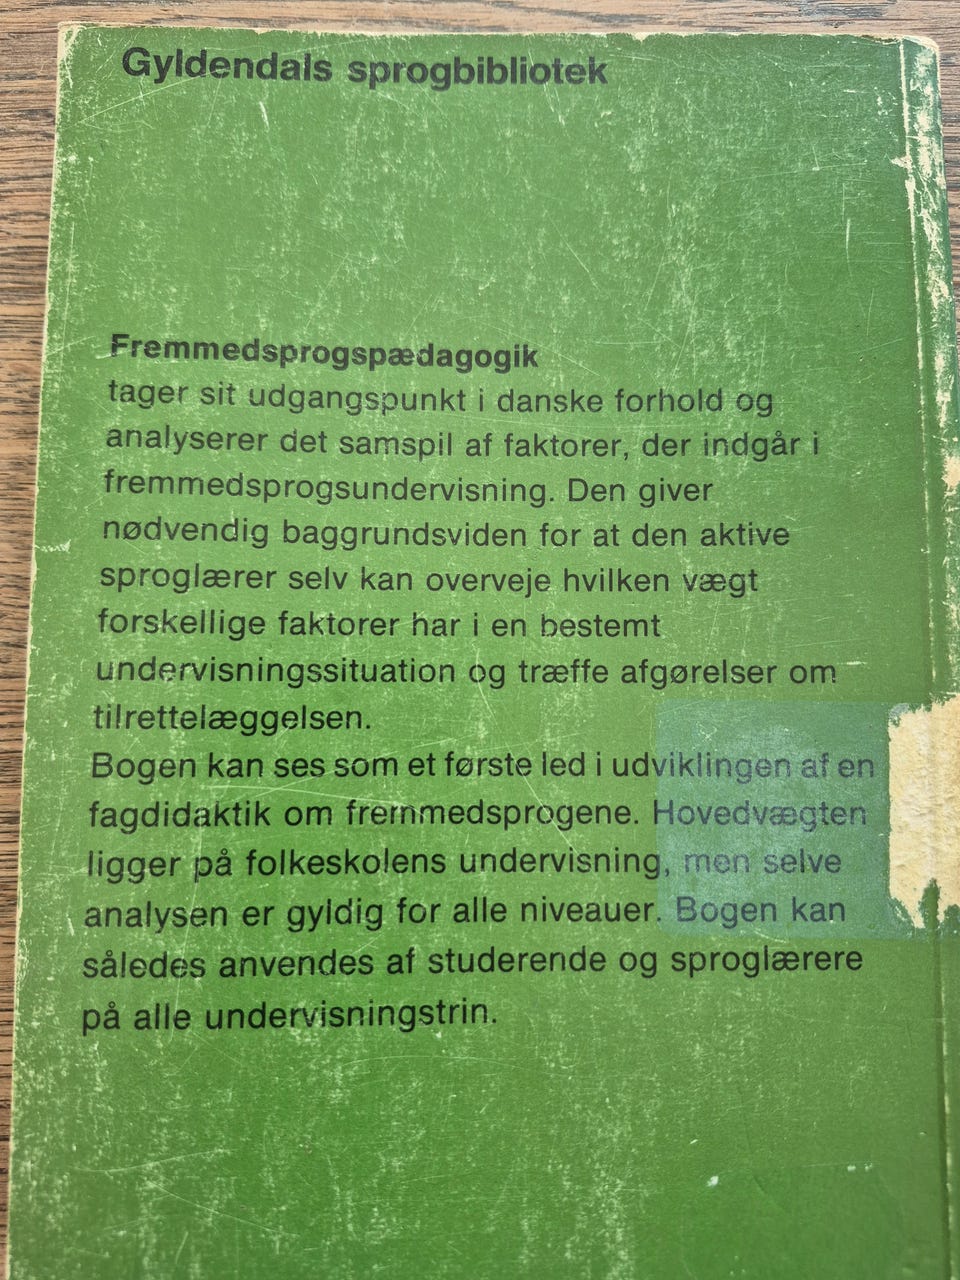 Gyldendals sprogbibliotek
Fremmedsprogspædagogik
tager sit udgangspunkt i danske forhold og
analyserer det samspil af faktorer, der indgår i
fremmedsprogsundervisning. Den giver
nødvendig baggrundsviden for at den aktive
sproglærer selv kan overveje hvilken vægt
forskellige faktorer har i en bestemt
undervisningssituation og træffe afgørelser om
tilrettelæggelsen.
Bogen kan ses som et første led i udviklingen af en
fagdidaktik om fremmedsprogene. Hovedvægten
ligger på folkeskolens undervisning, men selve
analysen er gyldig for alle niveauer. Bogen kan
således anvendes af studerende og sproglærere
på alle undervisningstrin.